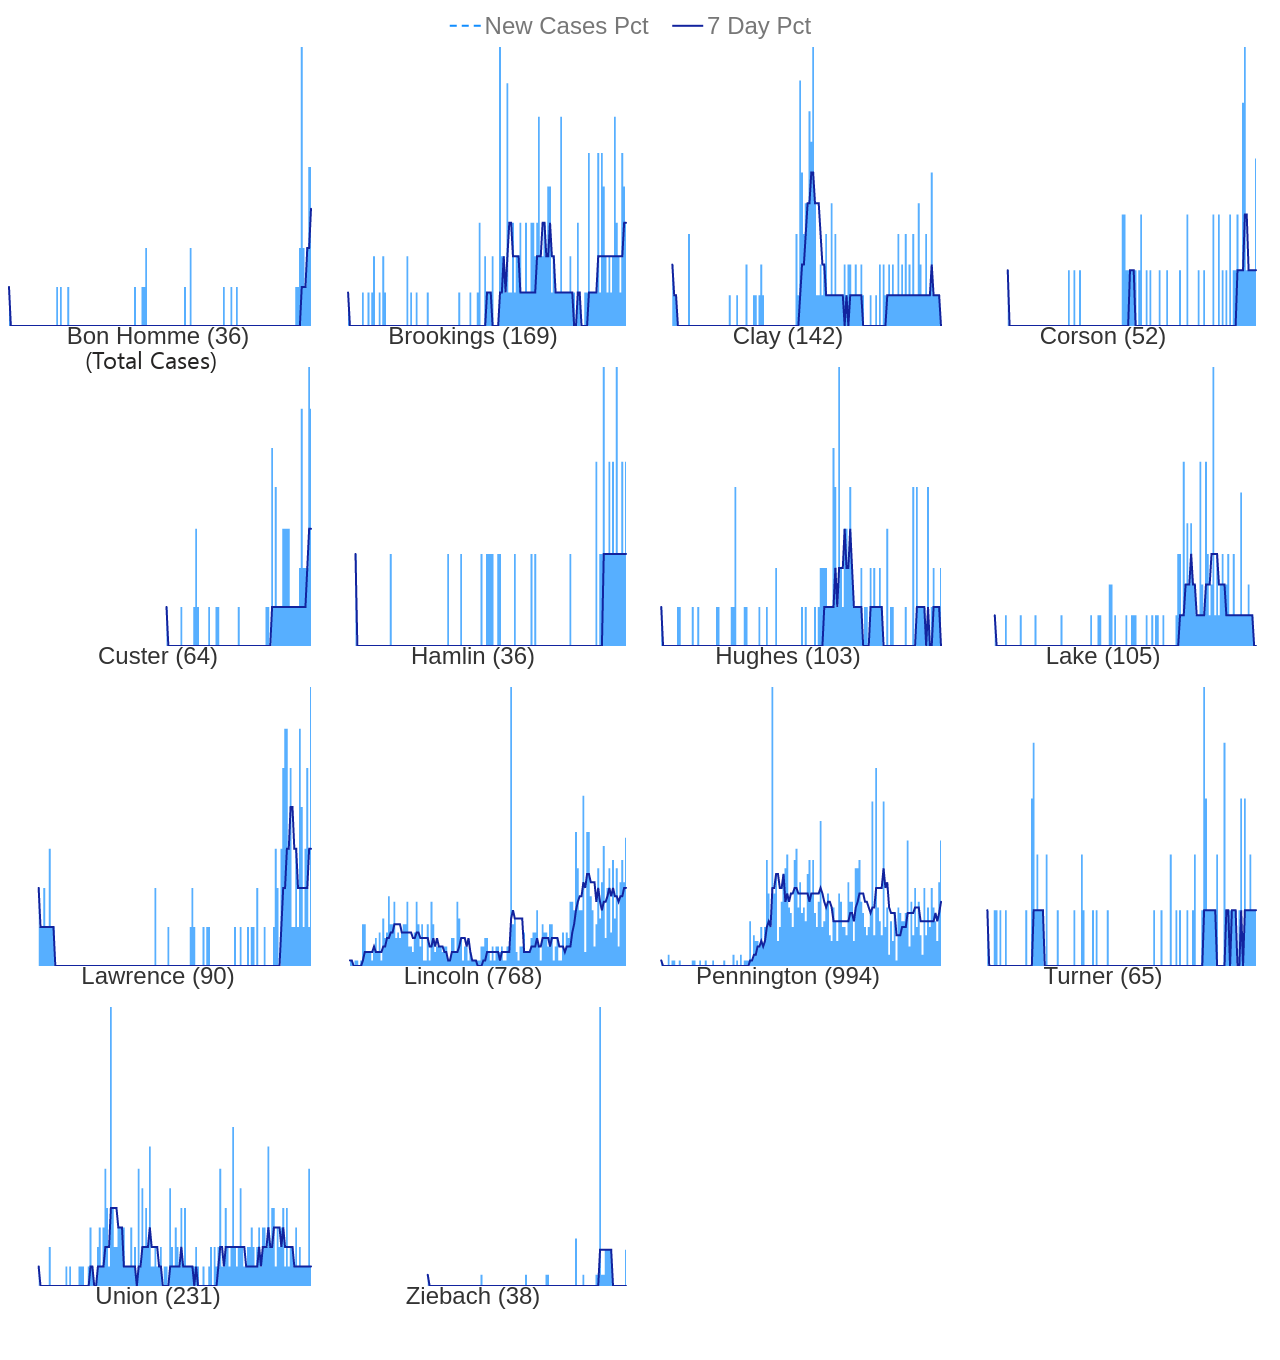 New Cases Pct 7 Day Pct
Bon Homme (36) Brookings (169) Clay (142) Corson (52)
(Total Cases)
Custer (64) Hamlin (36) Hughes (103) Lake (105)
Lawrence (90) Lincoln (768) Pennington (994) Turner (65)
Union (231) Ziebach (38)